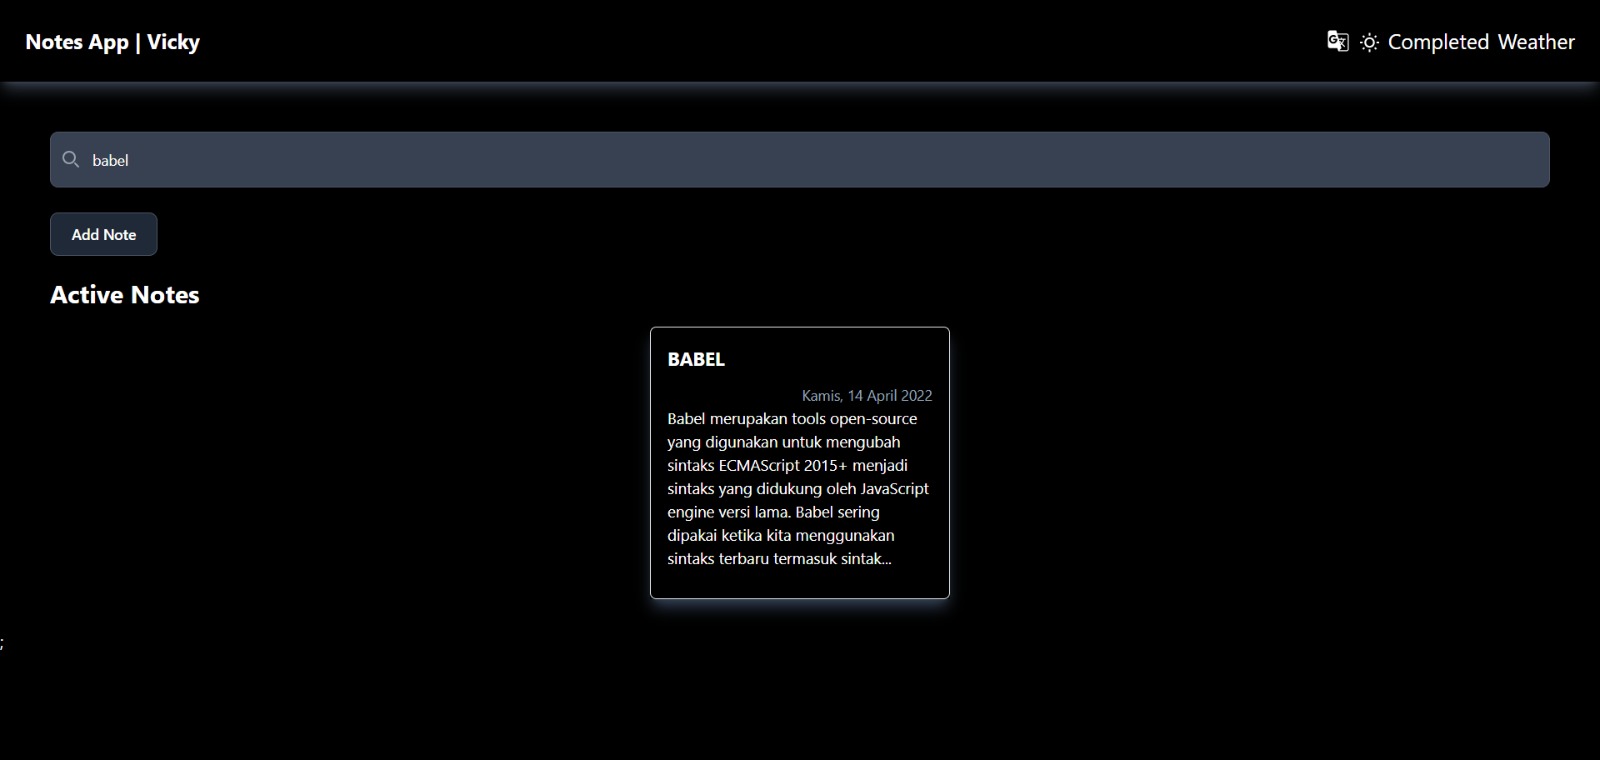 Notes App | Vicky
Completed Weather
babel
Add Note
Active Notes
BABEL
Kamis, 14 April 2022
Babel merupakan tools open-source
yang digunakan untuk mengubah
sintaks ECMAScript 2015+ menjadi
sintaks yang didukung oleh JavaScript
engine versi lama. Babel sering
dipakai ketika kita menggunakan
sintaks terbaru termasuk sintak...
;